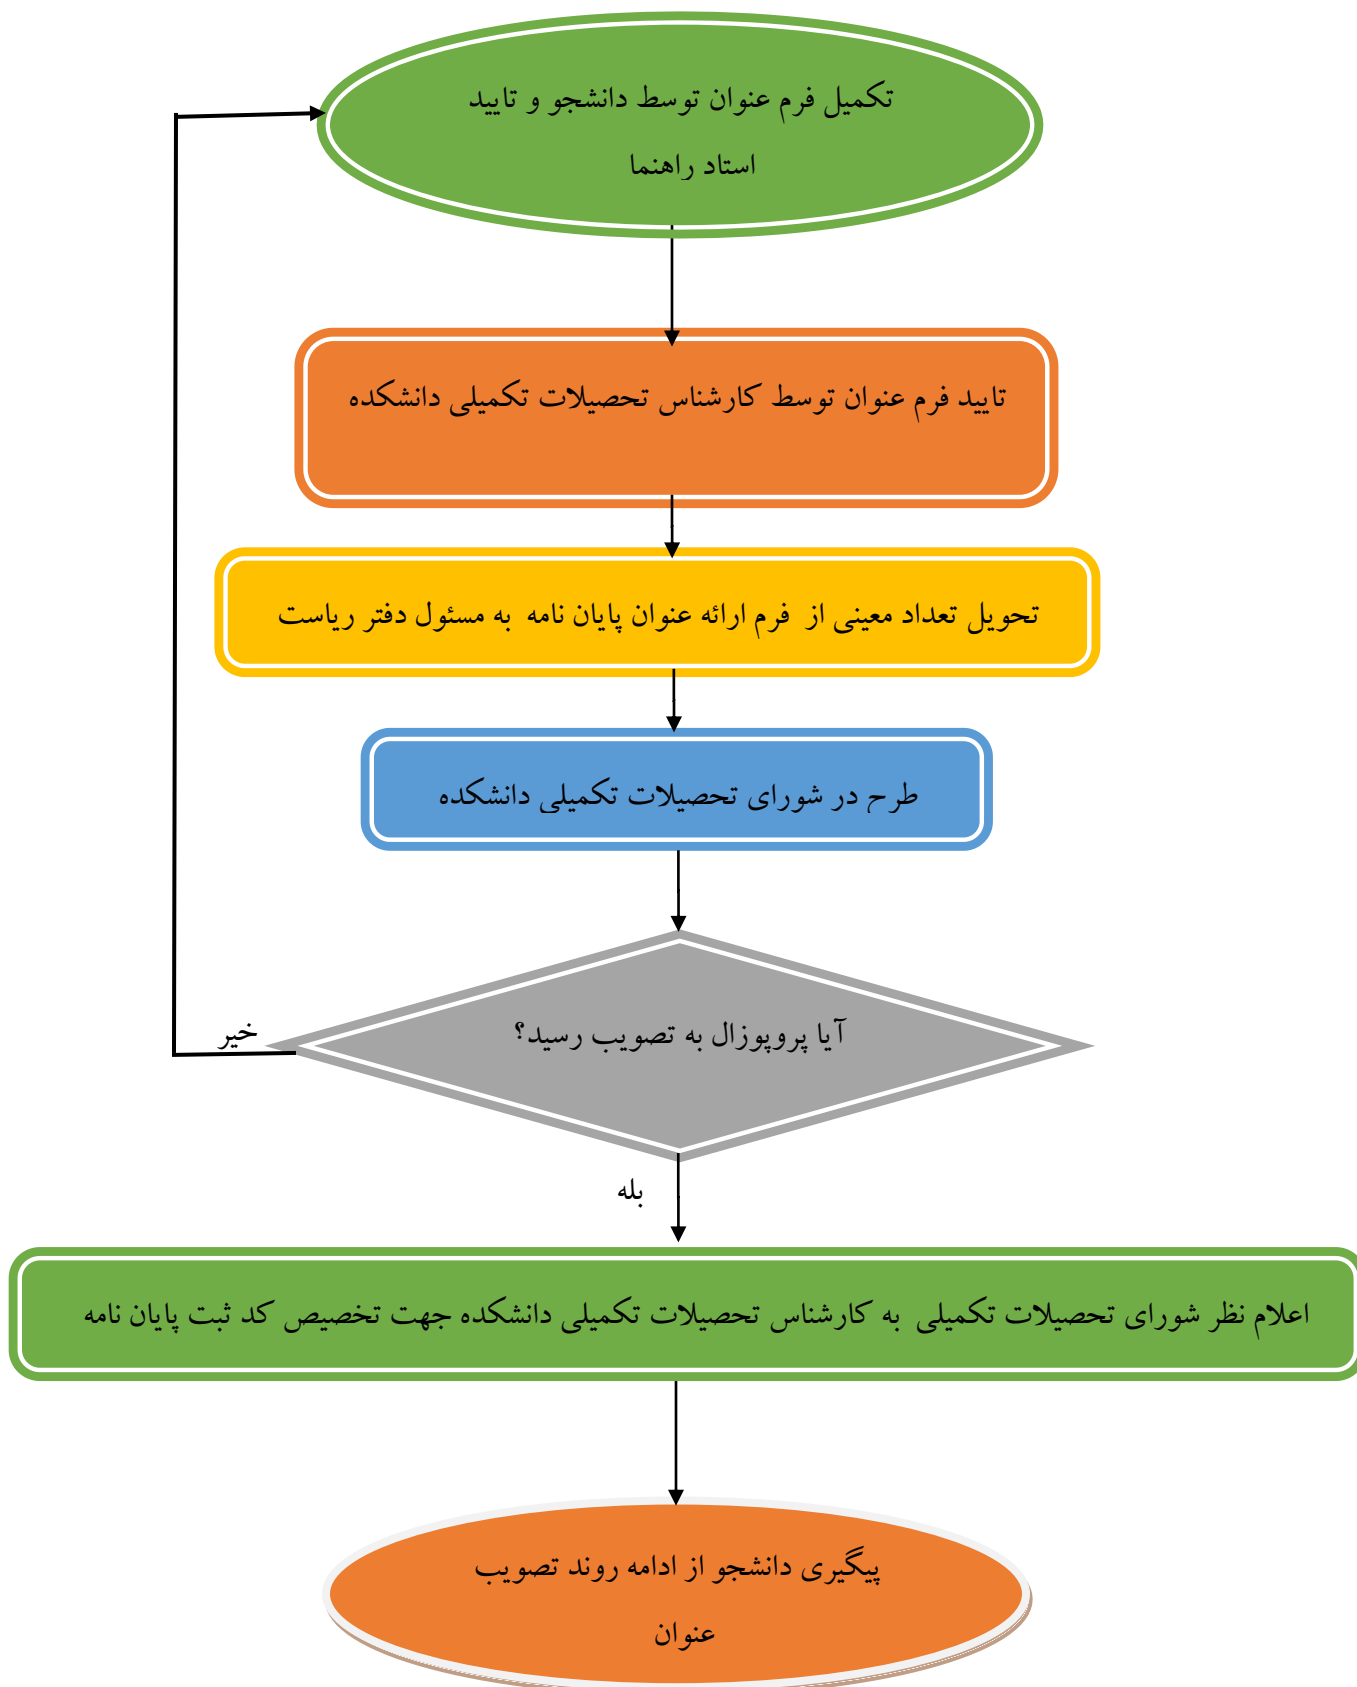 تکمیل فرم عنوان توسط دانشجو و تایید
استاد راهنما
تایید فرم عنوان توسط کارشناس تحصیلات تکمیلی دانشکده
تحویل تعداد معینی از فرم ارائه عنوان پایان نامه به مسئول دفتر ریاست
طرح در شورای تحصیلات تکمیلی دانشکده
آیا پروپوزال به تصویب رسید؟
خیر
بله
اعلام نظر شورای تحصیلات تکمیلی به کارشناس تحصیلات تکمیلی دانشکده جهت تخصیص کد ثبت پایان نامه
پیگیری دانشجو از ادامه روند تصویب
عنوان